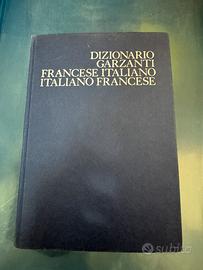 DIZIONARIO
GARZANTI
FRANCESE ITALIANO
ITALIANO FRANCESE
subito